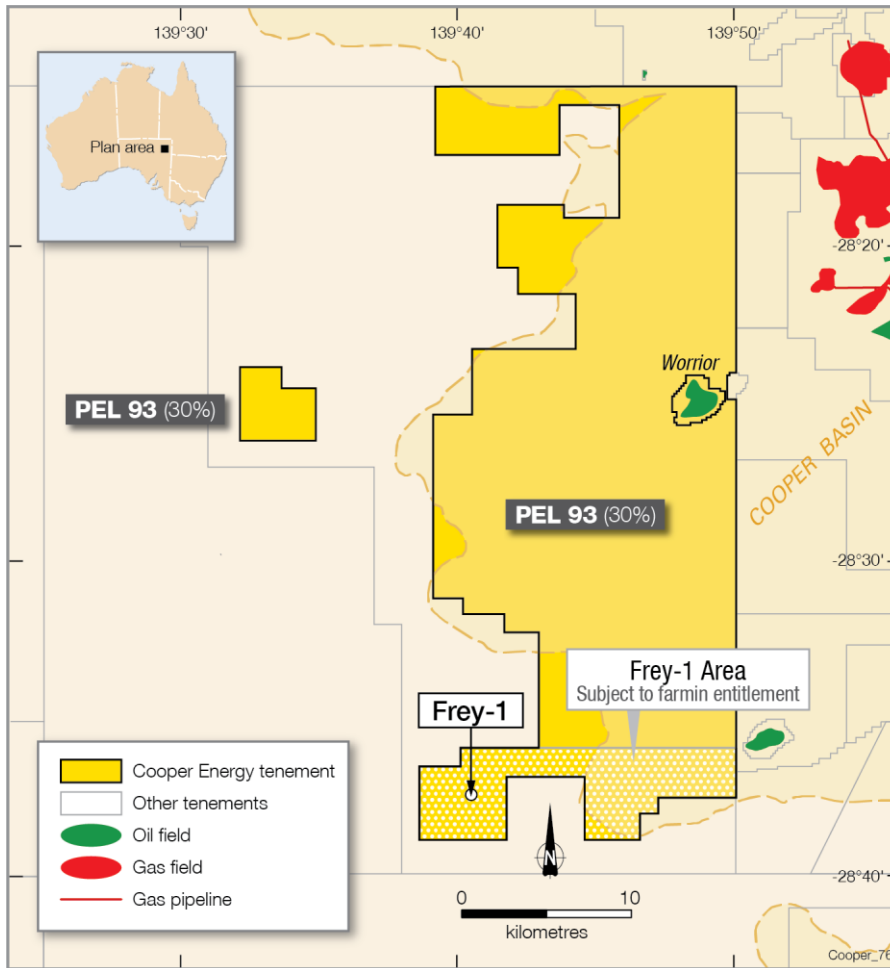 139°30'
139°40'
139°50'
Plan area
-28°20'
Worrior
PEL 93 (30%)
COOPER BASIN
PEL 93 (30%)
-28°30'
Frey-1 Area
Subject to farmin entitlement
Frey-1
Cooper Energy tenement
Other tenements
Oil field
Gas field
Gas pipeline
N
-28°40'
0
10
kilometres
Cooper_76